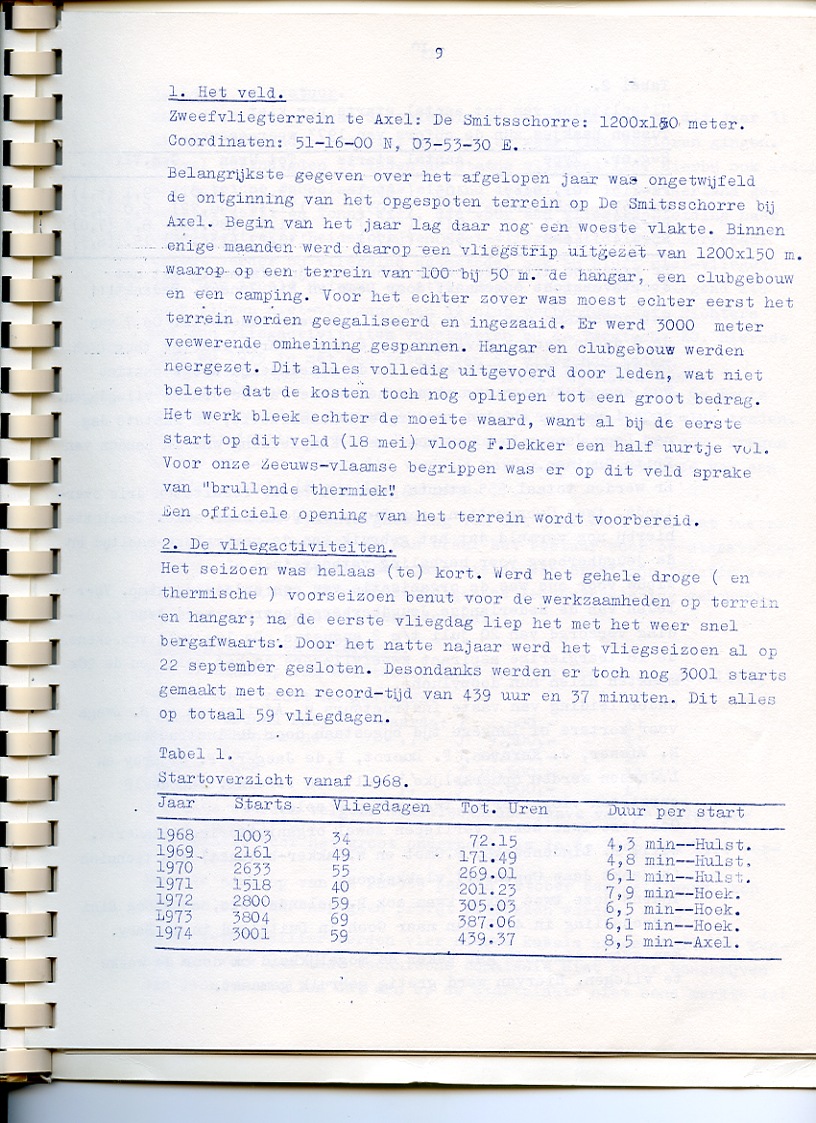 9
1. Het veld.
Zweefvliegterrein te Axel: De Smitsschorre: 1200x150 meter.
Coordinaten: 51-16-00 N, 03-53-30 E.
Belangrijkste gegeven over het afgelopen jaar was ongetwijfeld
de ontginning van het opgespoten terrein op De Smitsschorre bij
Axel. Begin van het jaar lag daar nog een woeste vlakte. Binnen
enige maanden werd daarop een vliegstrip uitgezet van 1200x150 m.
waarop op een terrein van 100 bij 50 m. de hangar, een clubgebouw
en een camping. Voor het echter zover was moest echter eerst het
terrein worden geegaliseerd en ingezaaid. Er werd 3000 meter
veewerende omheining gespannen. Hangar en clubgebouw werden
neergezet. Dit alles volledig uitgevoerd door leden, wat niet
belette dat de kosten toch nog opliepen tot een groot bedrag.
Het werk bleek echter de moeite waard, want al bij de eerste
start op dit veld (18 mei) vloog F.Dekker een half uurtje vol.
Voor onze Zeeuws-vlaamse begrippen was er op dit veld sprake
van "brullende thermiek".
Een officiele opening van het terrein wordt voorbereid.
2. De vliegactiviteiten.
Het seizoen was helaas (te) kort. Werd het gehele droge ( en
thermische ) voorseizoen benut voor de werkzaamheden op terrein
en hangar; na de eerste vliegdag liep het met het weer snel
bergafwaarts. Door het natte najaar werd het vliegseizoen al op
22 september gesloten. Desondanks werden er toch nog 3001 starts
gemaakt met een record-tijd van 439 uur en 37 minuten. Dit alles
op totaal 59 vliegdagen.
Tabel 1.
Startoverzicht vanaf 1968.
Jaar Starts Vliegdagen Tot. Uren Duur per start
1968 1003 34 72.15 4,3 min--Hulst.
1969 2161 49 171.49 4,8 min--Hulst.
1970 2633 55 269.01 6,1 min--Hulst.
1971 1518 40 201.23 7,9 min--Hoek.
1972 2800 59 305.03 6,5 min--Hoek.
1973 3804 69 387.06 6,1 min--Hoek.
1974 3001 59 439.37 8,5 min--Axel.